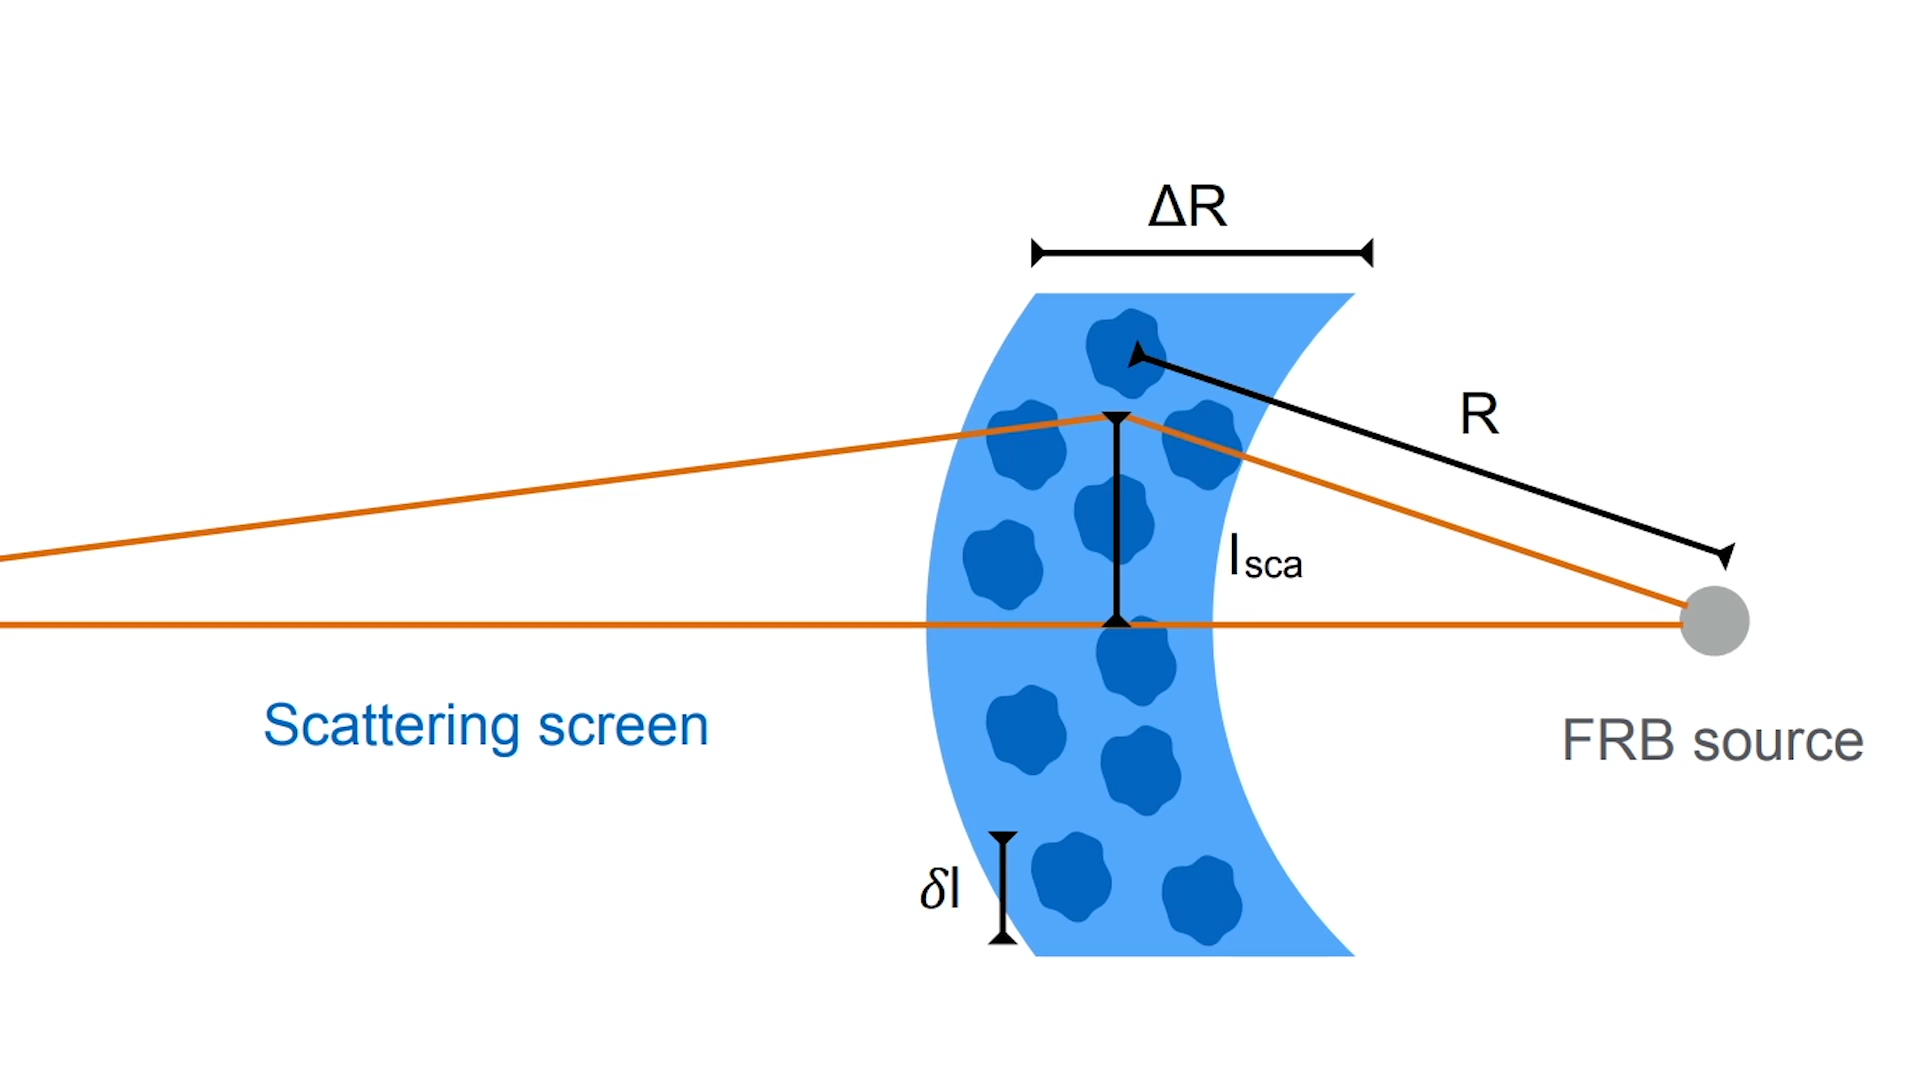 ΔR
R
lsca
Scattering screen
FRB source
δl